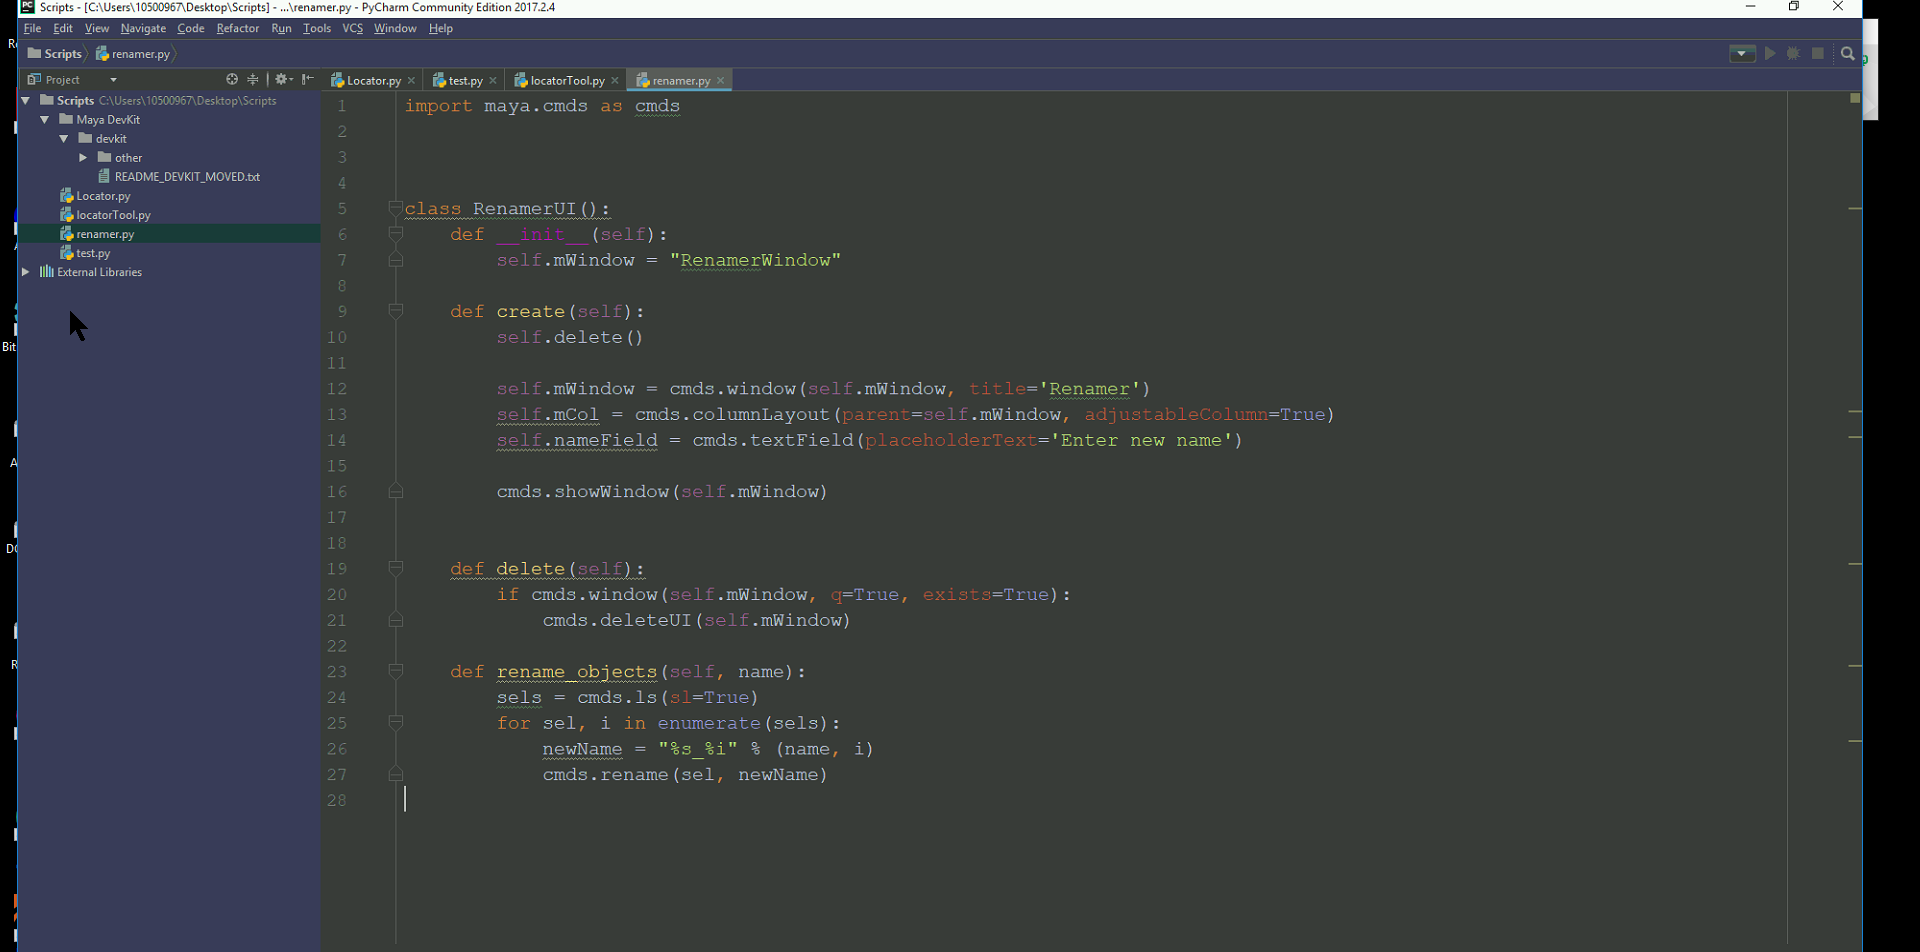 Scripts - [C:\Users\10500967\Desktop\Scripts] - ...\renamer.py - PyCharm Community Edition 2017.2.4
File Edit View Navigate Code Refactor Run Tools VCS Window Help
Scripts renamer.py
Project
Locator.py test.py locatorTool.py renamer.py
Scripts C:\Users\10500967\Desktop\Scripts
Maya DevKit
devkit
other
README_DEVKIT_MOVED.txt
Locator.py
locatorTool.py
renamer.py
test.py
External Libraries
Bit
1 import maya.cmds as cmds
2
3
4
5 class RenamerUI():
6     def __init__(self):
7         self.mWindow = "RenamerWindow"
8
9     def create(self):
10         self.delete()
11
12         self.mWindow = cmds.window(self.mWindow, title='Renamer')
13         self.mCol = cmds.columnLayout(parent=self.mWindow, adjustableColumn=True)
14         self.nameField = cmds.textField(placeholderText='Enter new name')
15
16         cmds.showWindow(self.mWindow)
17
18
19     def delete(self):
20         if cmds.window(self.mWindow, q=True, exists=True):
21             cmds.deleteUI(self.mWindow)
22
23     def rename_objects(self, name):
24         sels = cmds.ls(sl=True)
25         for sel, i in enumerate(sels):
26             newName = "%s_%i" % (name, i)
27             cmds.rename(sel, newName)
28